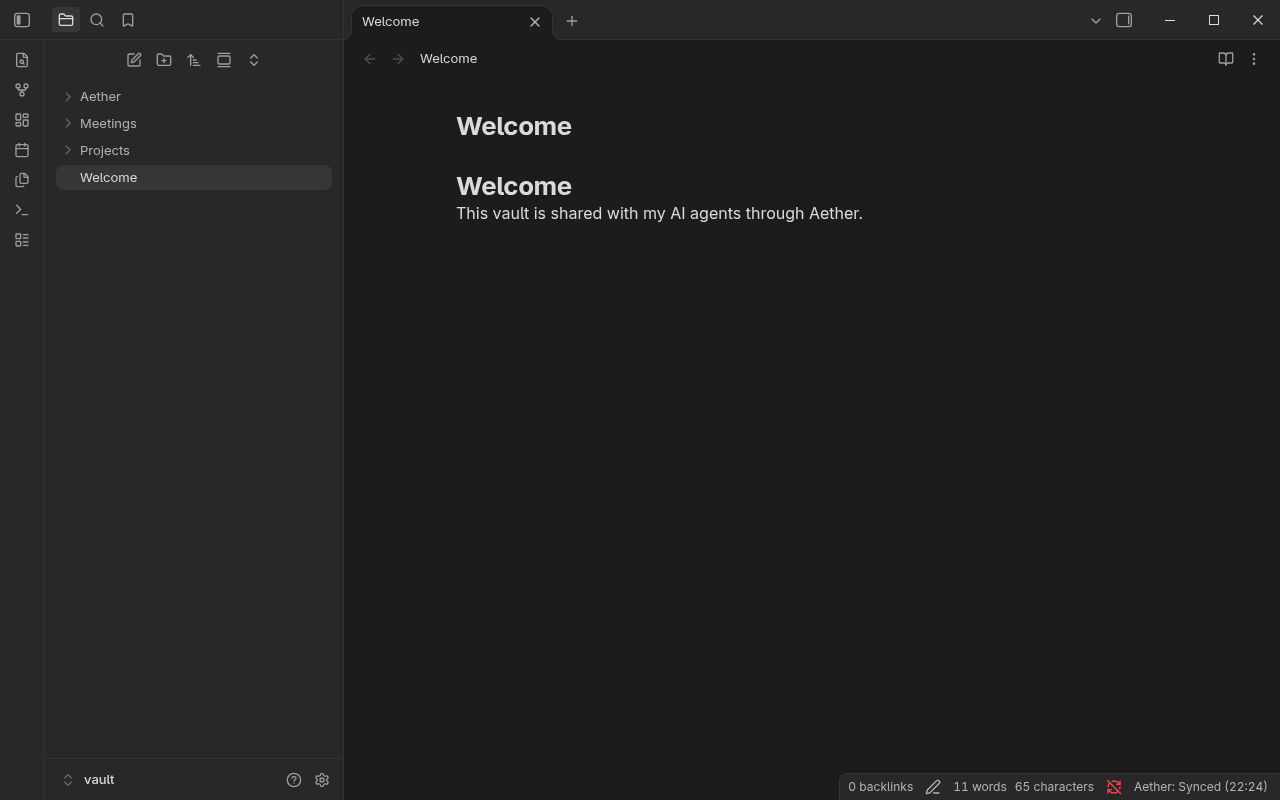 Welcome
Welcome
Aether
Meetings
Projects
Welcome
Welcome
Welcome
This vault is shared with my AI agents through Aether.
vault
0 backlinks
11 words 65 characters
Aether: Synced (22:24)